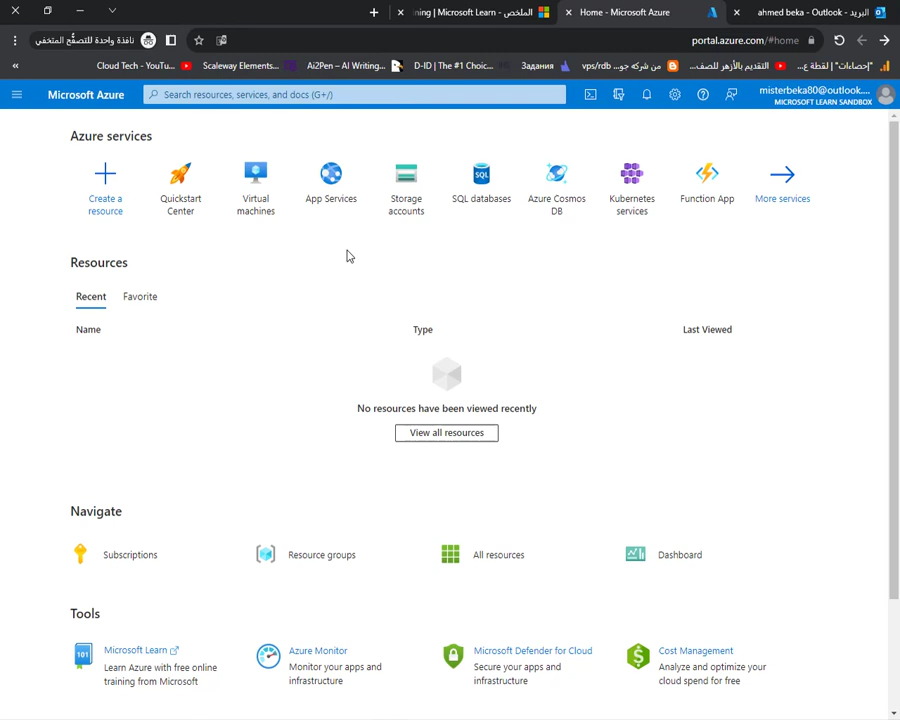 ining | Microsoft Learn - الملخص
Home - Microsoft Azure
ahmed beka - Outlook - البريد
نافذة واحدة للتصفُّح المتخفي
portal.azure.com/#home
Cloud Tech - YouTu...
Scaleway Elements...
Ai2Pen – AI Writing...
D-ID | The #1 Choic...
Задания
vps/rdb من شركه جو...
التقديم بالأزهر للصف...
"إحصاءات" | لقطة ع...
Microsoft Azure
Search resources, services, and docs (G+/)
misterbeka80@outlook....
MICROSOFT LEARN SANDBOX
Azure services
Create a resource
Quickstart Center
Virtual machines
App Services
Storage accounts
SQL databases
SQL
Azure Cosmos DB
Kubernetes services
Function App
More services
Resources
Recent
Favorite
Name
Type
Last Viewed
No resources have been viewed recently
View all resources
Navigate
Subscriptions
Resource groups
All resources
Dashboard
Tools
101
Microsoft Learn
Learn Azure with free online
training from Microsoft
Azure Monitor
Monitor your apps and
infrastructure
Microsoft Defender for Cloud
Secure your apps and
infrastructure
$
Cost Management
Analyze and optimize your
cloud spend for free